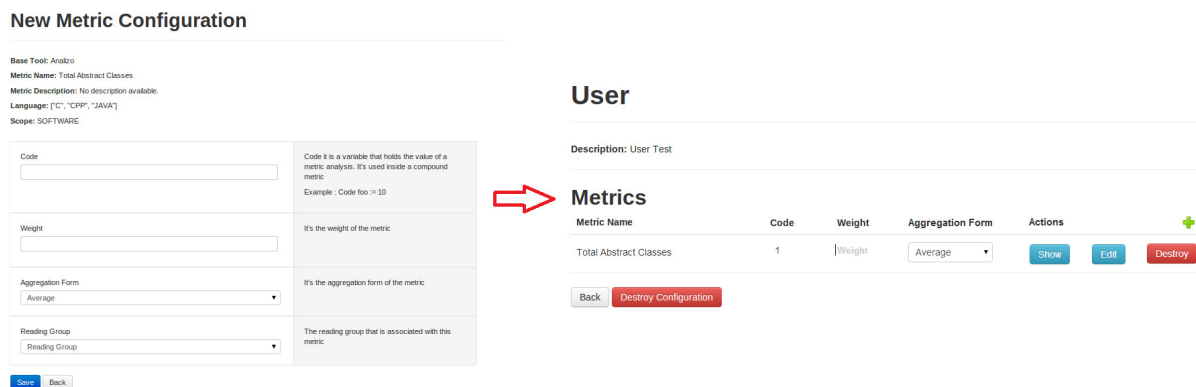 New Metric Configuration
Base Tool: Analizo
Metric Name: Total Abstract Classes
Metric Description: No description available.
Language: ["C", "CPP", "JAVA"]
Scope: SOFTWARE
Code
Code it is a variable that holds the value of a
metric analysis. It's used inside a compound
metric
Example : Code foo := 10
Weight
It's the weight of the metric
Aggregation Form
Average
It's the aggregation form of the metric
Reading Group
Reading Group
The reading group that is associated with this
metric
Save Back
User
Description: User Test
Metrics
Metric Name Code Weight Aggregation Form Actions
Total Abstract Classes 1 Weight Average Show Edit Destroy
Back Destroy Configuration